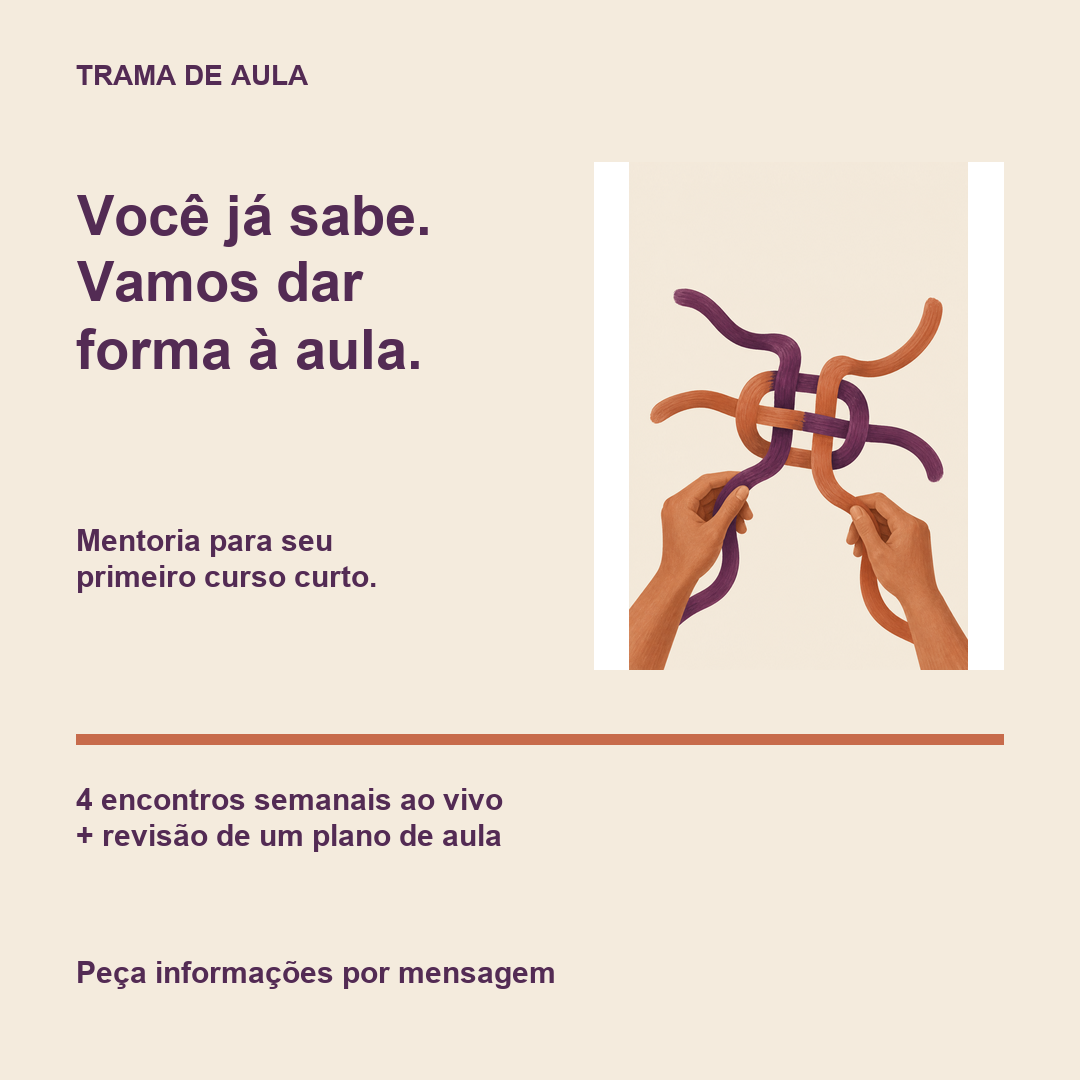 TRAMA DE AULA
Você já sabe.
Vamos dar
forma à aula.
Mentoria para seu
primeiro curso curto.
4 encontros semanais ao vivo
+ revisão de um plano de aula
Peça informações por mensagem